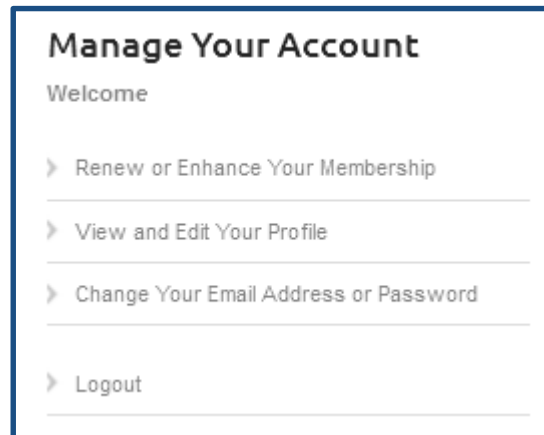 Manage Your Account
Welcome
Renew or Enhance Your Membership
View and Edit Your Profile
Change Your Email Address or Password
Logout